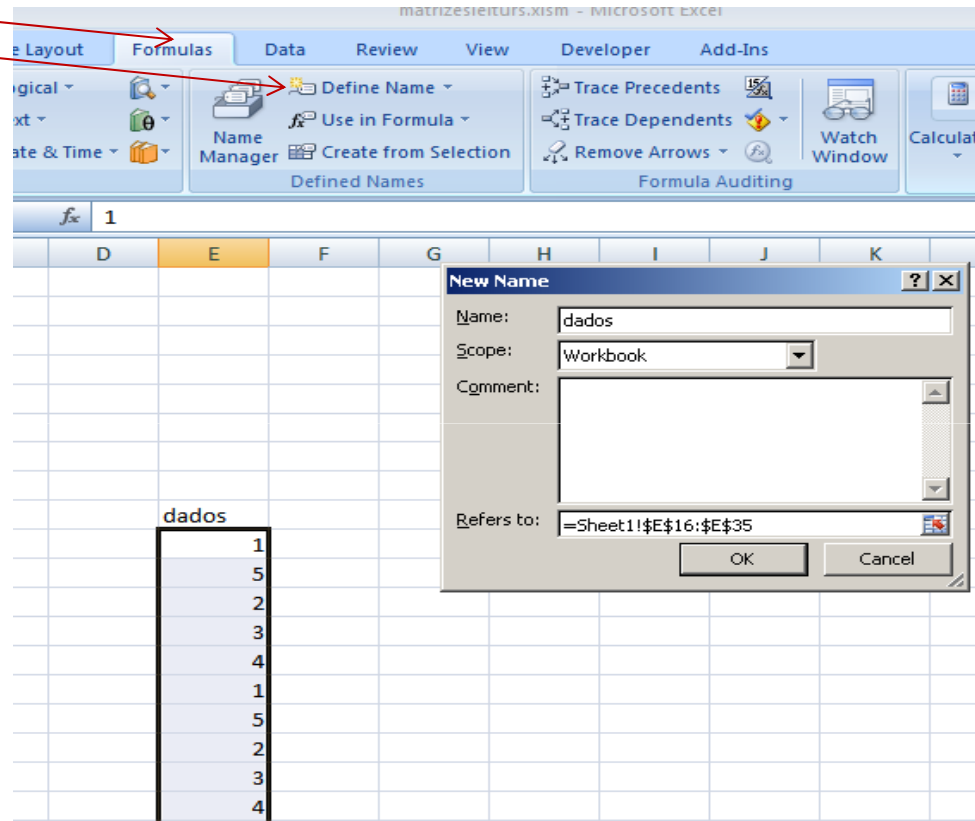 matrizesleiturs.xlsm - Microsoft Excel
e Layout Formulas Data Review View Developer Add-Ins
ogical Define Name Trace Precedents
xt Use in Formula Trace Dependents
ate & Time Name Manager Create from Selection Remove Arrows Watch Window Calculat
Defined Names Formula Auditing
fx 1
D E F G H I J K
New Name ? X
Name: dados
Scope: Workbook
Comment:
Refers to: =Sheet1!$E$16:$E$35
OK Cancel
dados
1
5
2
3
4
1
5
2
3
4